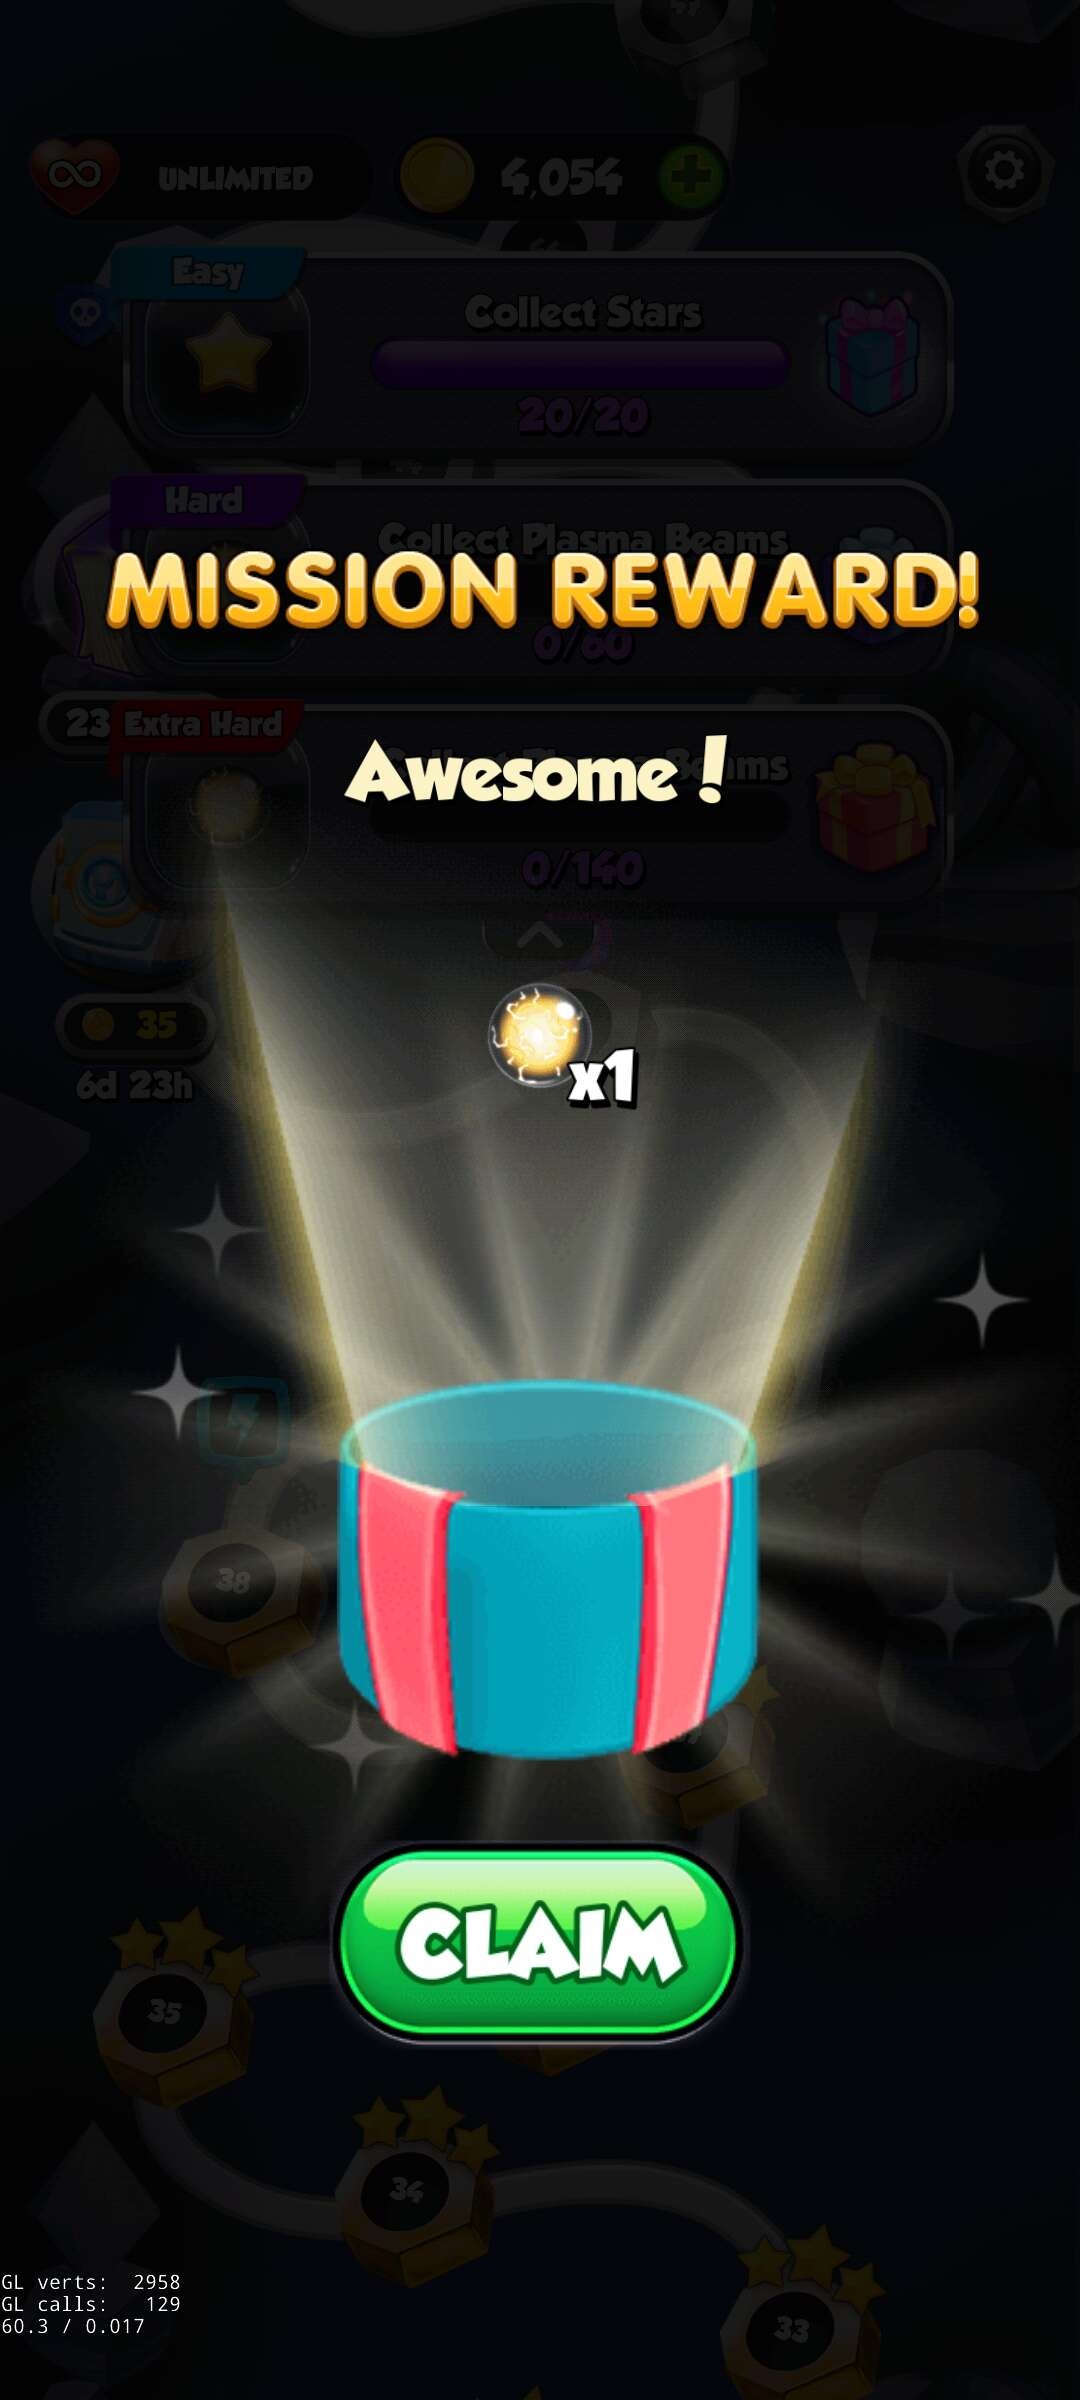 UNLIMITED
4,054
Easy
Collect Stars
20/20
Hard
Collect Plasma Beams
MISSION REWARD!
0/60
23
Extra Hard
Awesome!
0/140
x1
35
6d 23h
38
CLAIM
35
34
33
GL verts: 2958
GL calls: 129
60.3 / 0.017